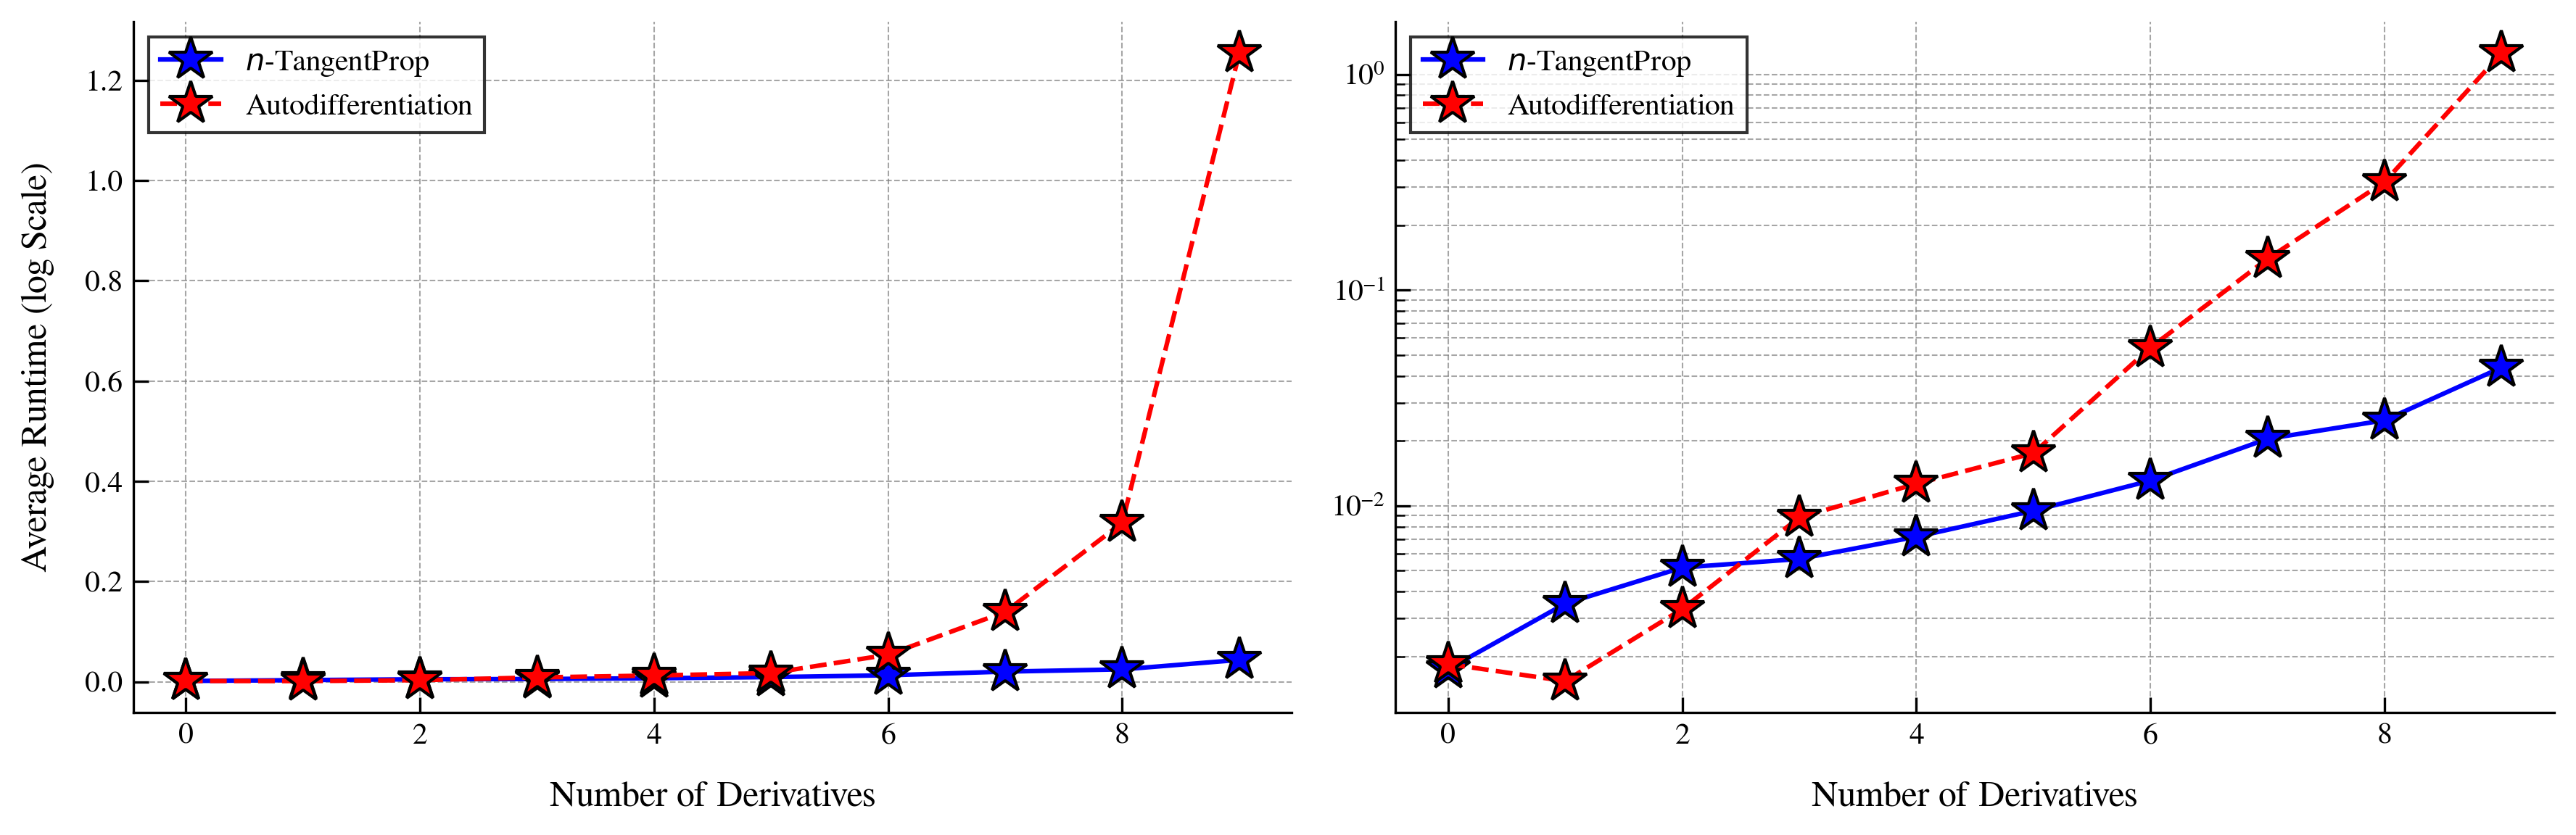 n-TangentProp
Autodifferentiation
Average Runtime (log Scale)
1.2
1.0
0.8
0.6
0.4
0.2
0.0
0 2 4 6 8
Number of Derivatives
n-TangentProp
Autodifferentiation
10⁰
10⁻¹
10⁻²
0 2 4 6 8
Number of Derivatives